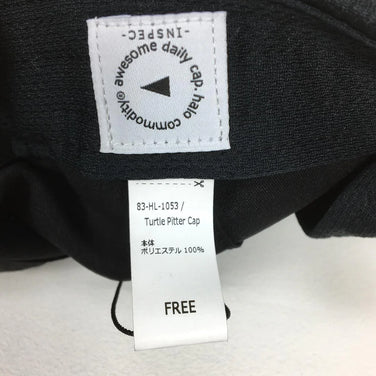 -INSPEC-
awesome daily cap. halo commodity®
83-HL-1053 /
Turtle Pitter Cap
本体
ポリエステル 100%
FREE